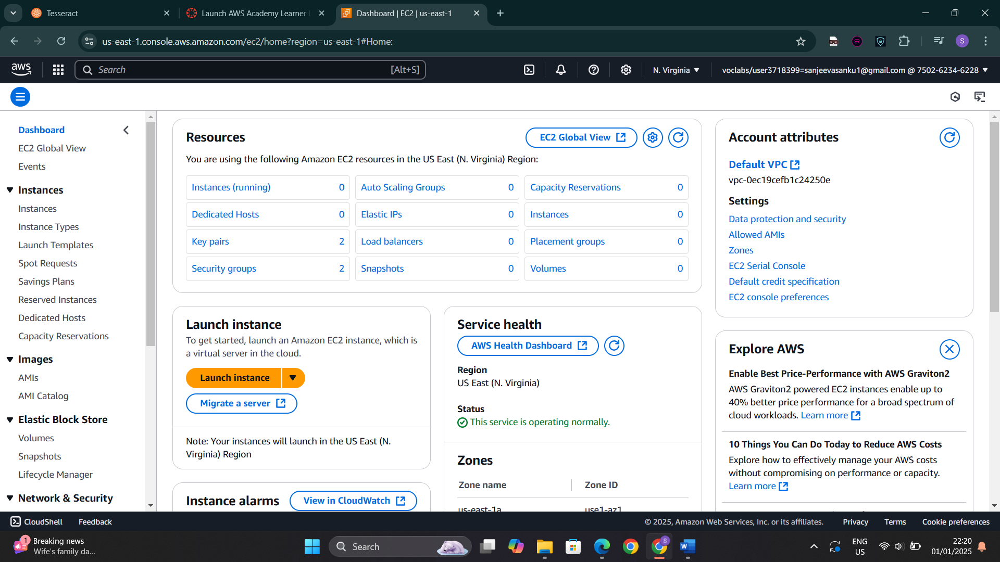 Tesseract
Launch AWS Academy Learner
Dashboard | EC2 | us-east-1
us-east-1.console.aws.amazon.com/ec2/home?region=us-east-1#Home:
S
aws
Search
[Alt+S]
N. Virginia
voclabs/user3718399=sanjeevasanku1@gmail.com @ 7502-6234-6228
Dashboard
EC2 Global View
Events
Instances
Instances
Instance Types
Launch Templates
Spot Requests
Savings Plans
Reserved Instances
Dedicated Hosts
Capacity Reservations
Images
AMIs
AMI Catalog
Elastic Block Store
Volumes
Snapshots
Lifecycle Manager
Network & Security
Resources
EC2 Global View
You are using the following Amazon EC2 resources in the US East (N. Virginia) Region:
Instances (running) 0
Auto Scaling Groups 0
Capacity Reservations 0
Dedicated Hosts 0
Elastic IPs 0
Instances 0
Key pairs 2
Load balancers 0
Placement groups 0
Security groups 2
Snapshots 0
Volumes 0
Launch instance
To get started, launch an Amazon EC2 instance, which is
a virtual server in the cloud.
Launch instance
Migrate a server
Note: Your instances will launch in the US East (N.
Virginia) Region
Instance alarms
View in CloudWatch
Service health
AWS Health Dashboard
Region
US East (N. Virginia)
Status
This service is operating normally.
Zones
Zone name
Zone ID
us-east-1a
use1-az1
Account attributes
Default VPC
vpc-0ec19cefb1c24250e
Settings
Data protection and security
Allowed AMIs
Zones
EC2 Serial Console
Default credit specification
EC2 console preferences
Explore AWS
Enable Best Price-Performance with AWS Graviton2
AWS Graviton2 powered EC2 instances enable up to
40% better price performance for a broad spectrum of
cloud workloads. Learn more
10 Things You Can Do Today to Reduce AWS Costs
Explore how to effectively manage your AWS costs
without compromising on performance or capacity.
Learn more
CloudShell
Feedback
© 2025, Amazon Web Services, Inc. or its affiliates.
Privacy
Terms
Cookie preferences
1
Breaking news
Wife's family da...
Search
S
W
ENG
US
22:20
01/01/2025